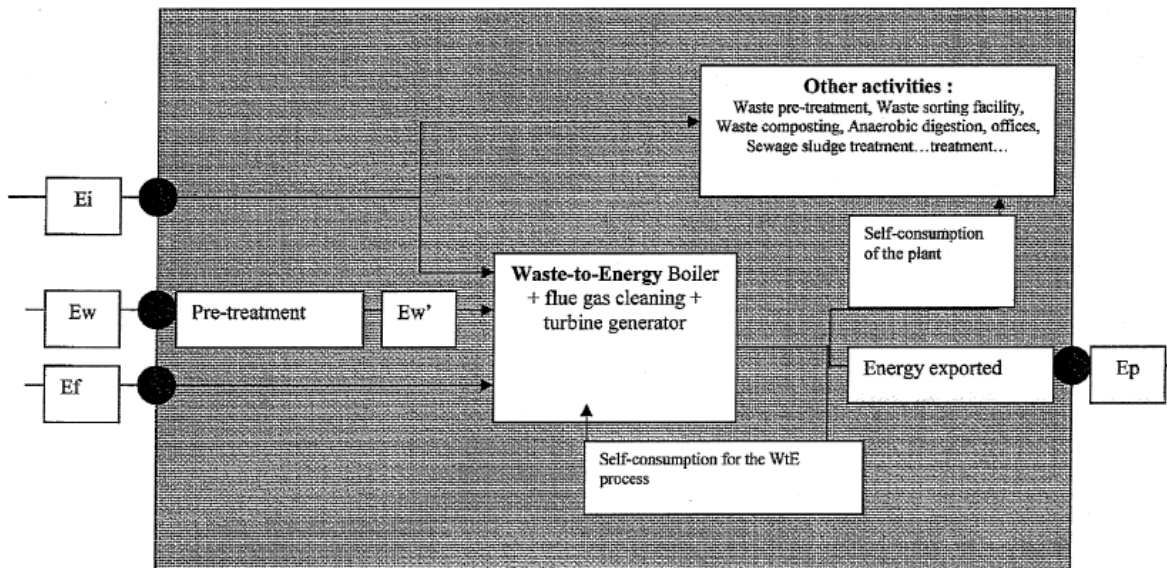 Other activities :
Waste pre-treatment, Waste sorting facility,
Waste composting, Anaerobic digestion, offices,
Sewage sludge treatment…treatment…
Ei
Self-consumption
of the plant
Waste-to-Energy Boiler
+ flue gas cleaning +
turbine generator
Ew
Pre-treatment
Ew’
Ef
Energy exported
Ep
Self-consumption for the WtE
process